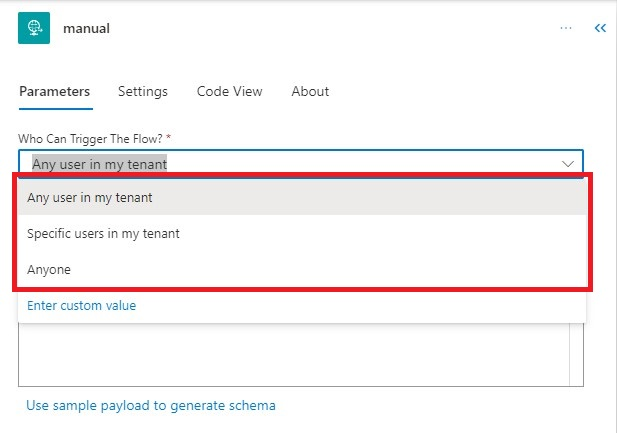 manual
Parameters Settings Code View About
Who Can Trigger The Flow? *
Any user in my tenant
Any user in my tenant
Specific users in my tenant
Anyone
Enter custom value
Use sample payload to generate schema